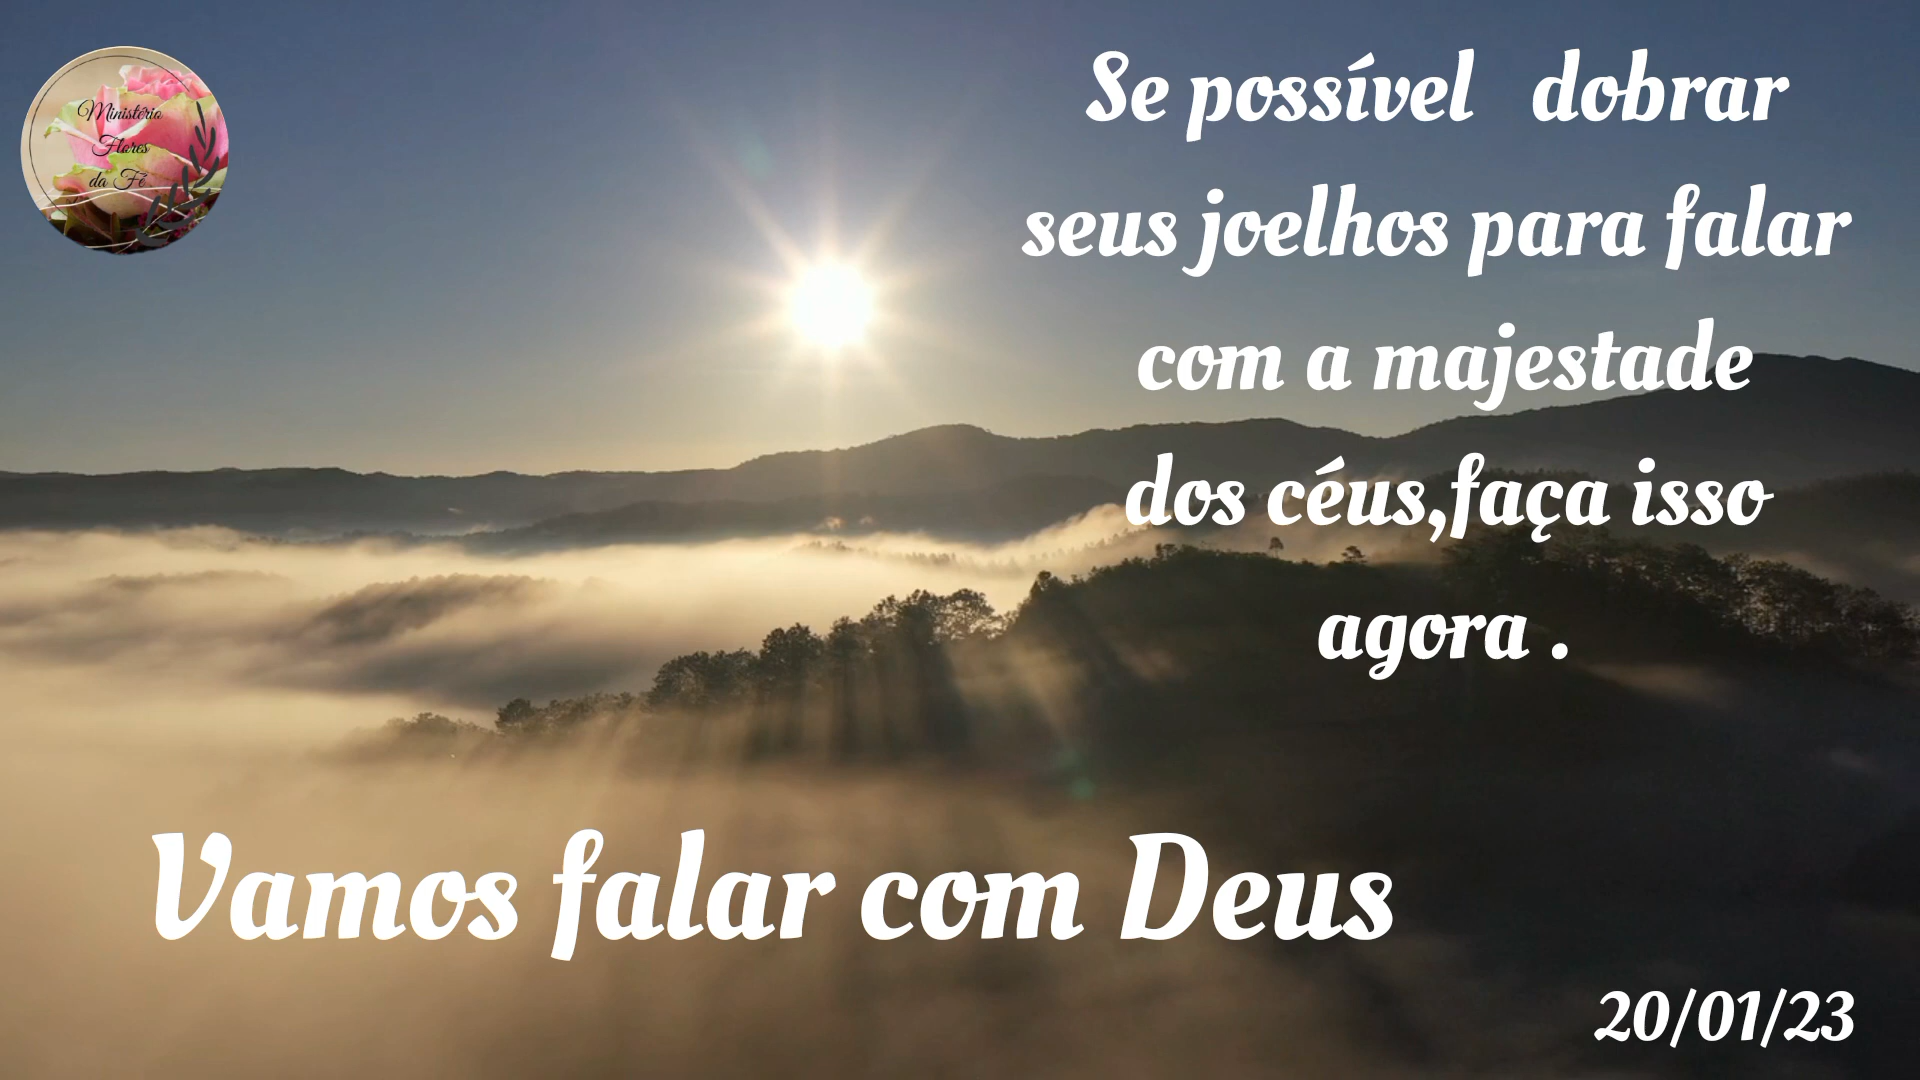 Ministério
Flores
da Fé
Se possível dobrar
seus joelhos para falar
com a majestade
dos céus,faça isso
agora .
Vamos falar com Deus
20/01/23